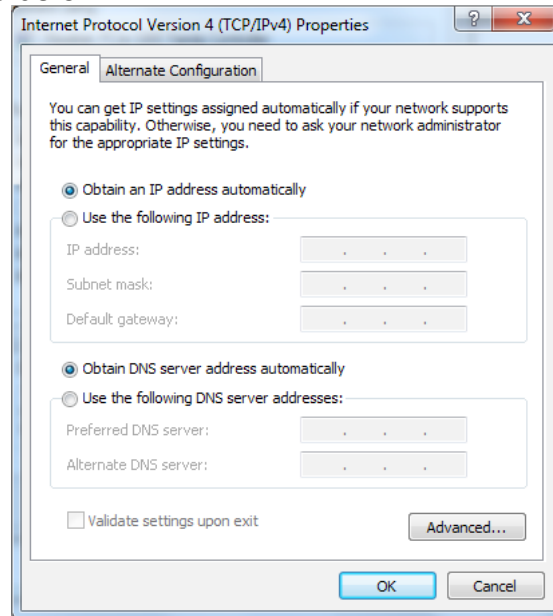 Internet Protocol Version 4 (TCP/IPv4) Properties
General
Alternate Configuration
You can get IP settings assigned automatically if your network supports
this capability. Otherwise, you need to ask your network administrator
for the appropriate IP settings.
Obtain an IP address automatically
Use the following IP address:
IP address:
Subnet mask:
Default gateway:
Obtain DNS server address automatically
Use the following DNS server addresses:
Preferred DNS server:
Alternate DNS server:
Validate settings upon exit
Advanced...
OK
Cancel